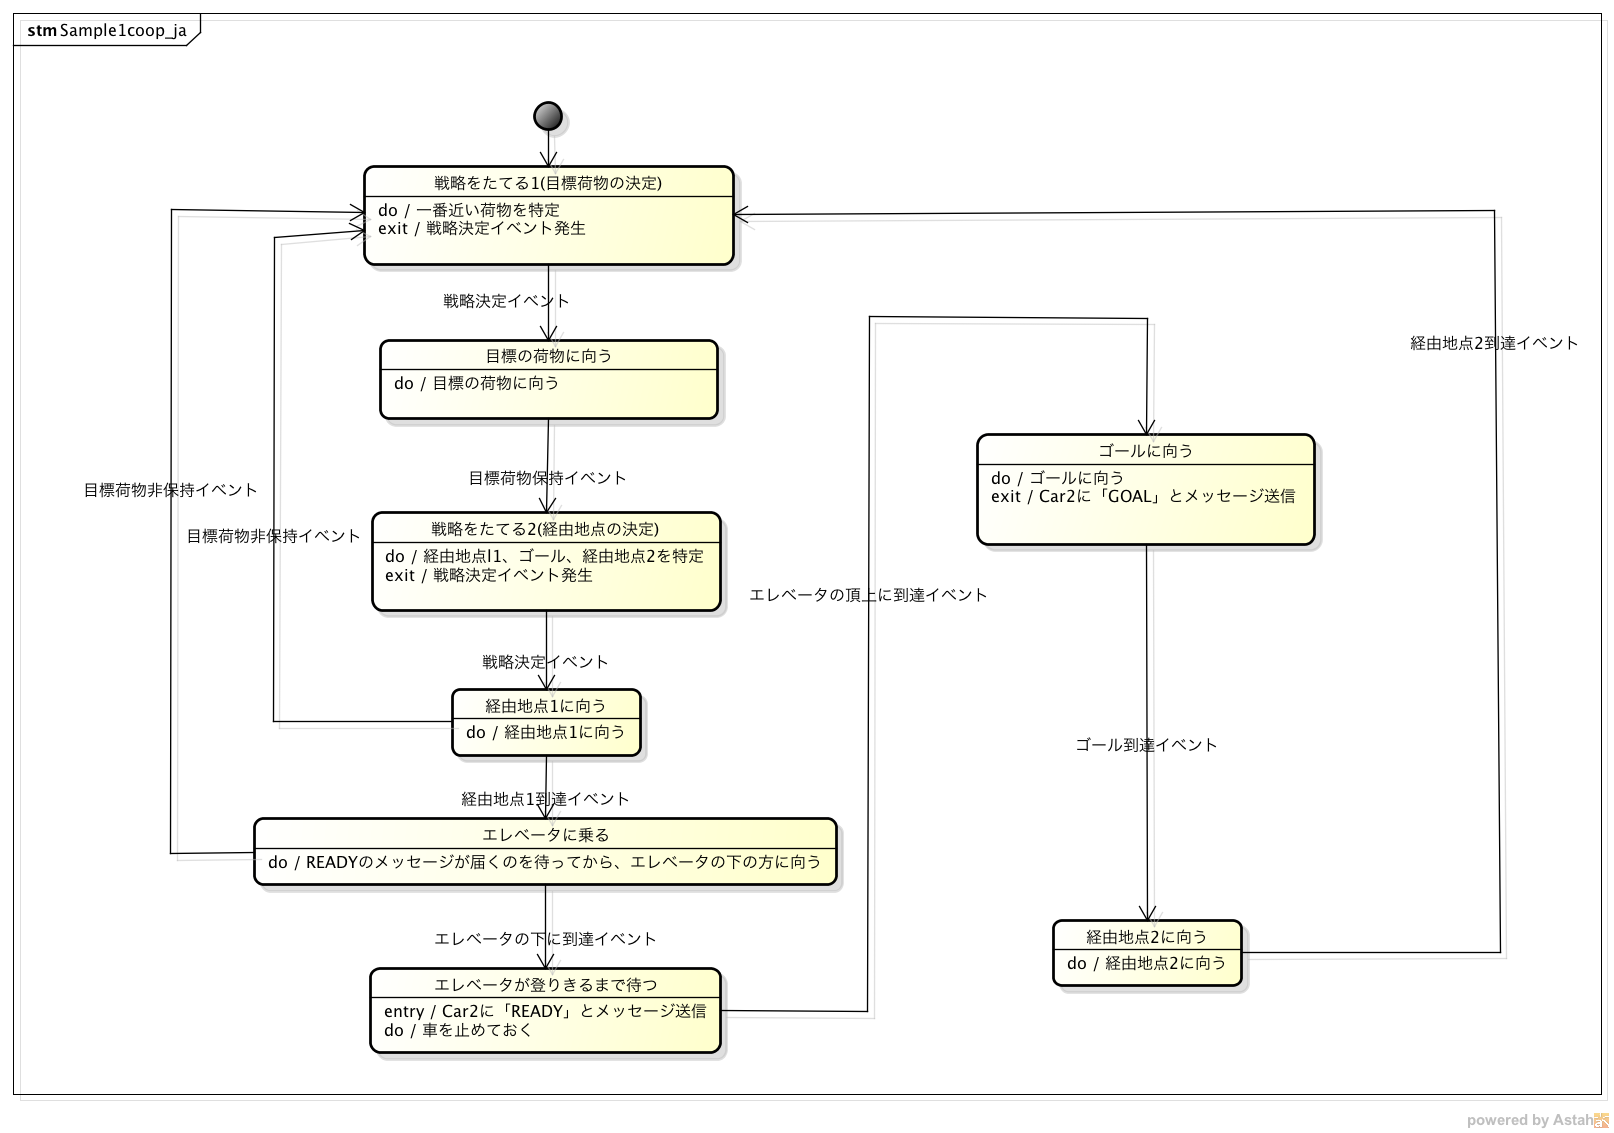 stm Sample1coop_ja
戦略をたてる1(目標荷物の決定)
do / 一番近い荷物を特定
exit / 戦略決定イベント発生
戦略決定イベント
目標の荷物に向う
do / 目標の荷物に向う
目標荷物保持イベント
戦略をたてる2(経由地点の決定)
do / 経由地点l1、ゴール、経由地点2を特定
exit / 戦略決定イベント発生
戦略決定イベント
経由地点1に向う
do / 経由地点1に向う
目標荷物非保持イベント
目標荷物非保持イベント
経由地点1到達イベント
エレベータに乗る
do / READYのメッセージが届くのを待ってから、エレベータの下の方に向う
エレベータの下に到達イベント
エレベータが登りきるまで待つ
entry / Car2に「READY」とメッセージ送信
do / 車を止めておく
エレベータの頂上に到達イベント
ゴールに向う
do / ゴールに向う
exit / Car2に「GOAL」とメッセージ送信
ゴール到達イベント
経由地点2に向う
do / 経由地点2に向う
経由地点2到達イベント
powered by Astah